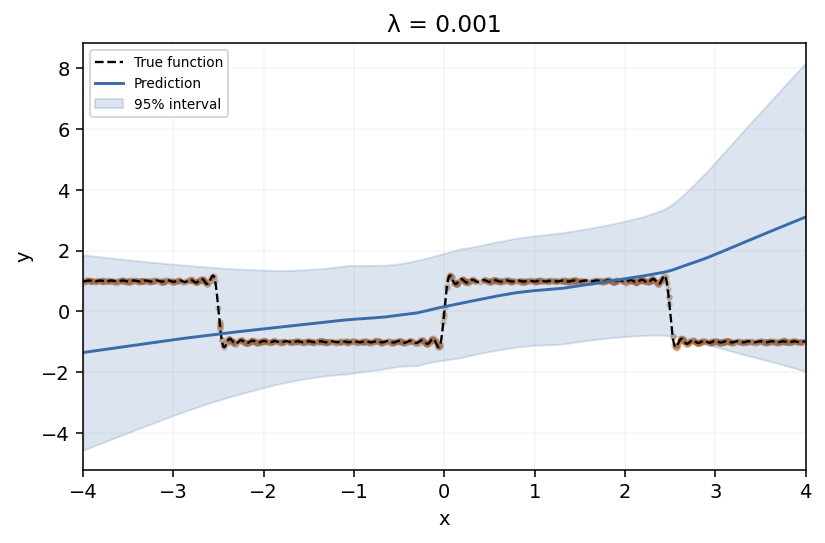 λ = 0.001
True function
Prediction
95% interval
y
8
6
4
2
0
−2
−4
−4 −3 −2 −1 0 1 2 3 4
x